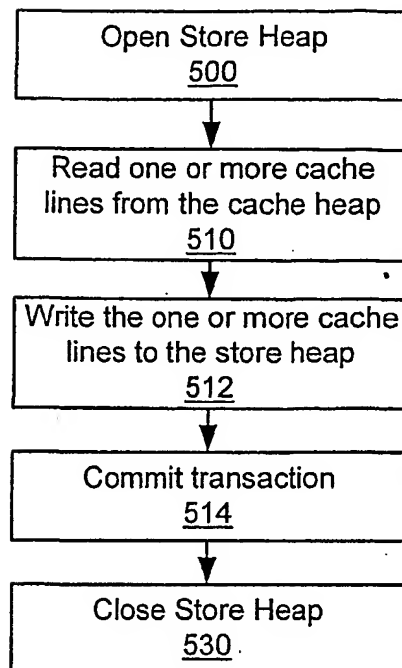 Open Store Heap
500
Read one or more cache
lines from the cache heap
510
Write the one or more cache
lines to the store heap
512
Commit transaction
514
Close Store Heap
530